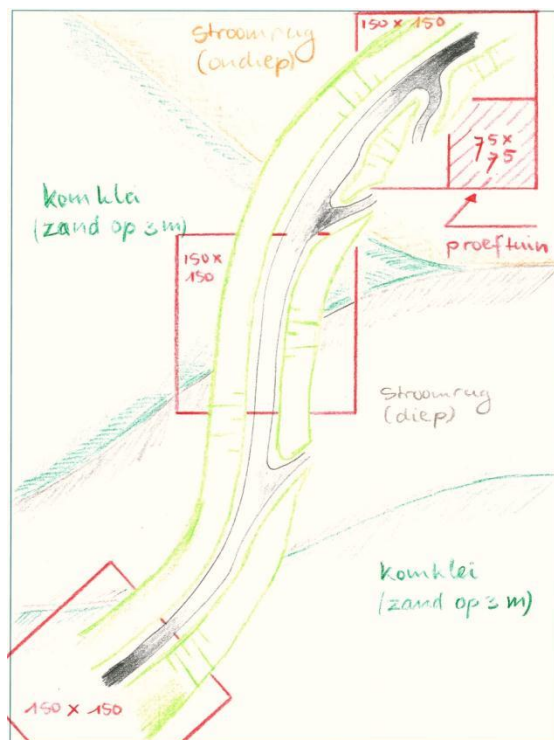 stroomrug
(ondiep)
150 x 150
75 x
75
proeftuin
komklei
(zand op 3 m)
150 x
150
stroomrug
(diep)
komklei
(zand op 3 m)
150 x 150